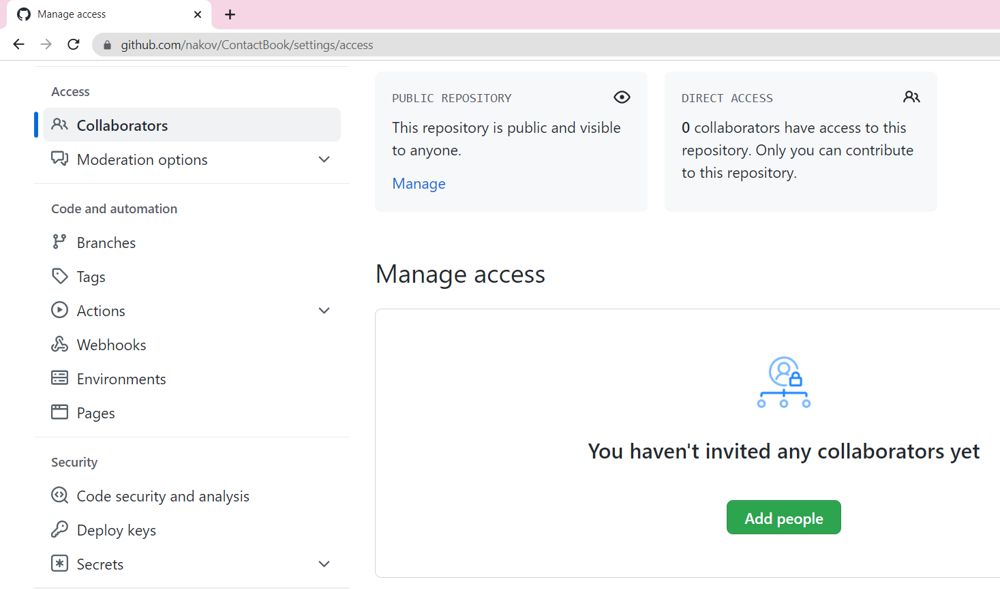 Manage access
github.com/nakov/ContactBook/settings/access
Access
Collaborators
Moderation options
Code and automation
Branches
Tags
Actions
Webhooks
Environments
Pages
Security
Code security and analysis
Deploy keys
Secrets
PUBLIC REPOSITORY
This repository is public and visible
to anyone.
Manage
DIRECT ACCESS
0 collaborators have access to this
repository. Only you can contribute
to this repository.
Manage access
You haven't invited any collaborators yet
Add people